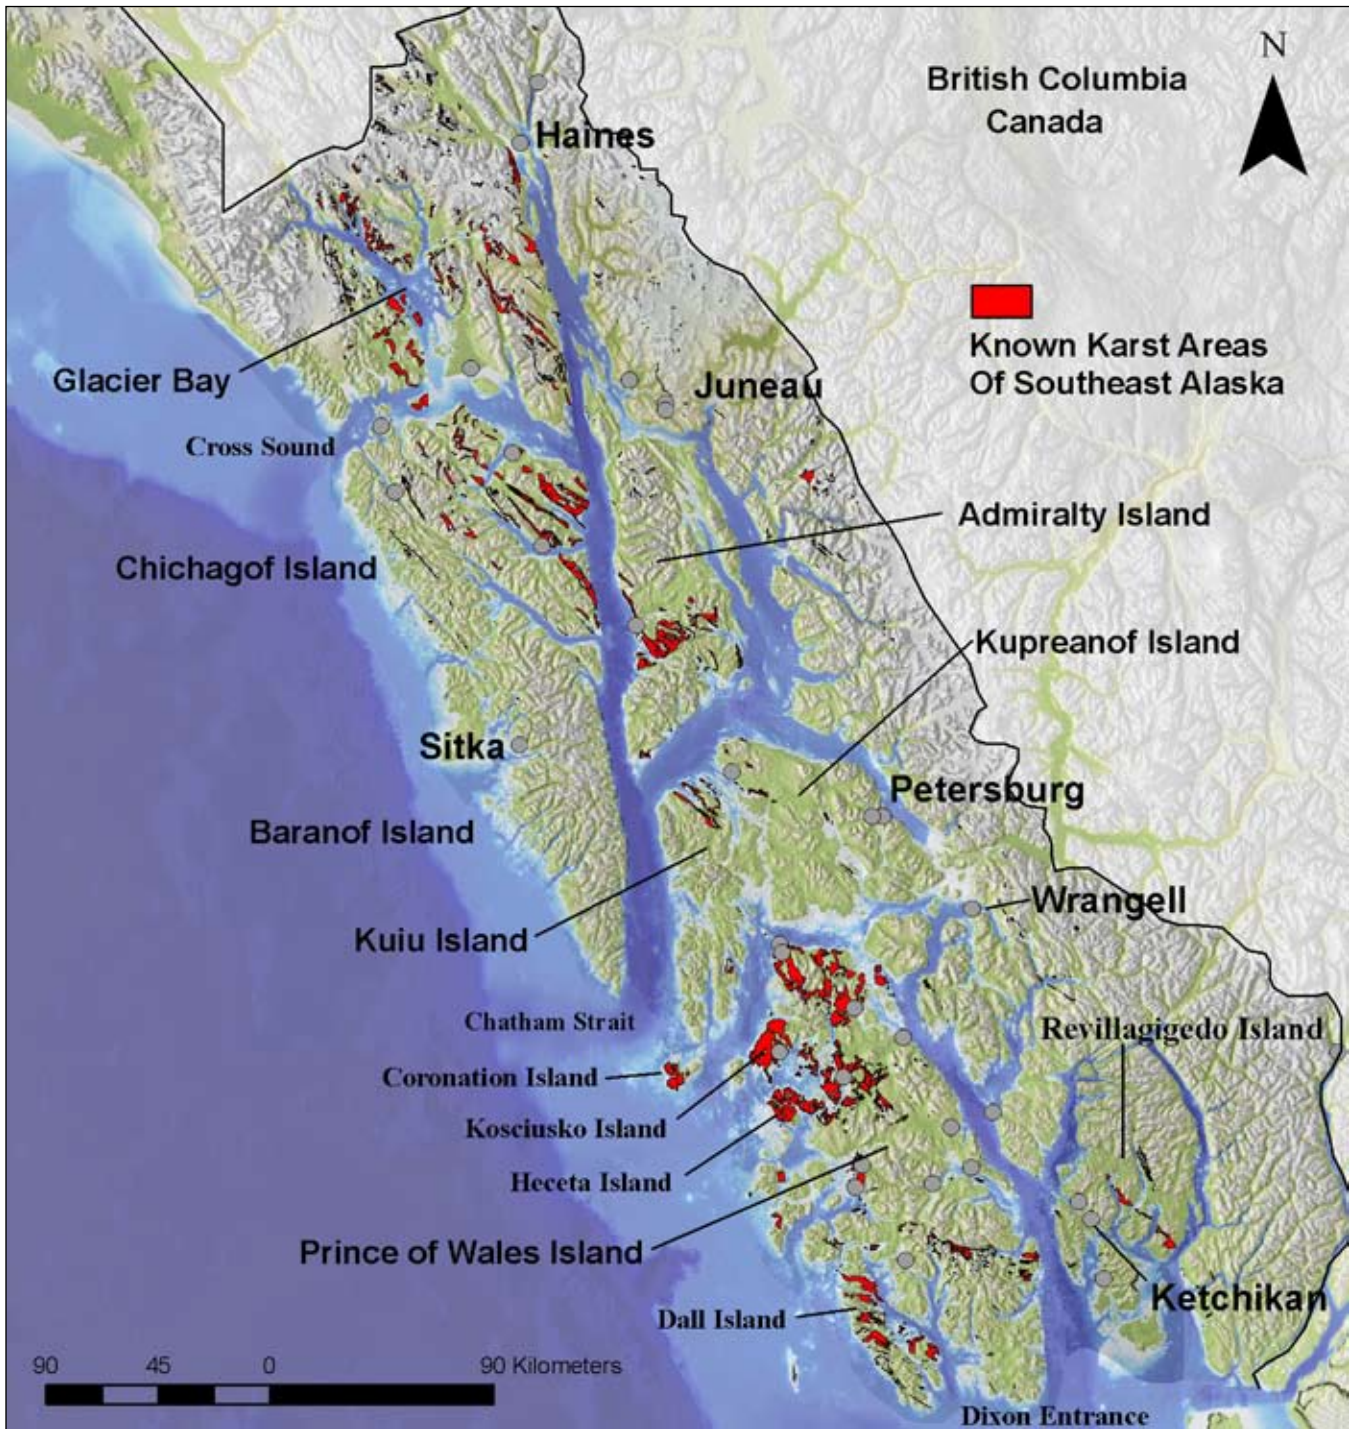 N
British Columbia
Canada
Haines
Known Karst Areas
Of Southeast Alaska
Glacier Bay
Juneau
Cross Sound
Admiralty Island
Chichagof Island
Kupreanof Island
Sitka
Petersburg
Baranof Island
Wrangell
Kuiu Island
Chatham Strait
Revillagigedo Island
Coronation Island
Kosciusko Island
Heceta Island
Prince of Wales Island
Ketchikan
Dall Island
90 45 0 90 Kilometers
Dixon Entrance